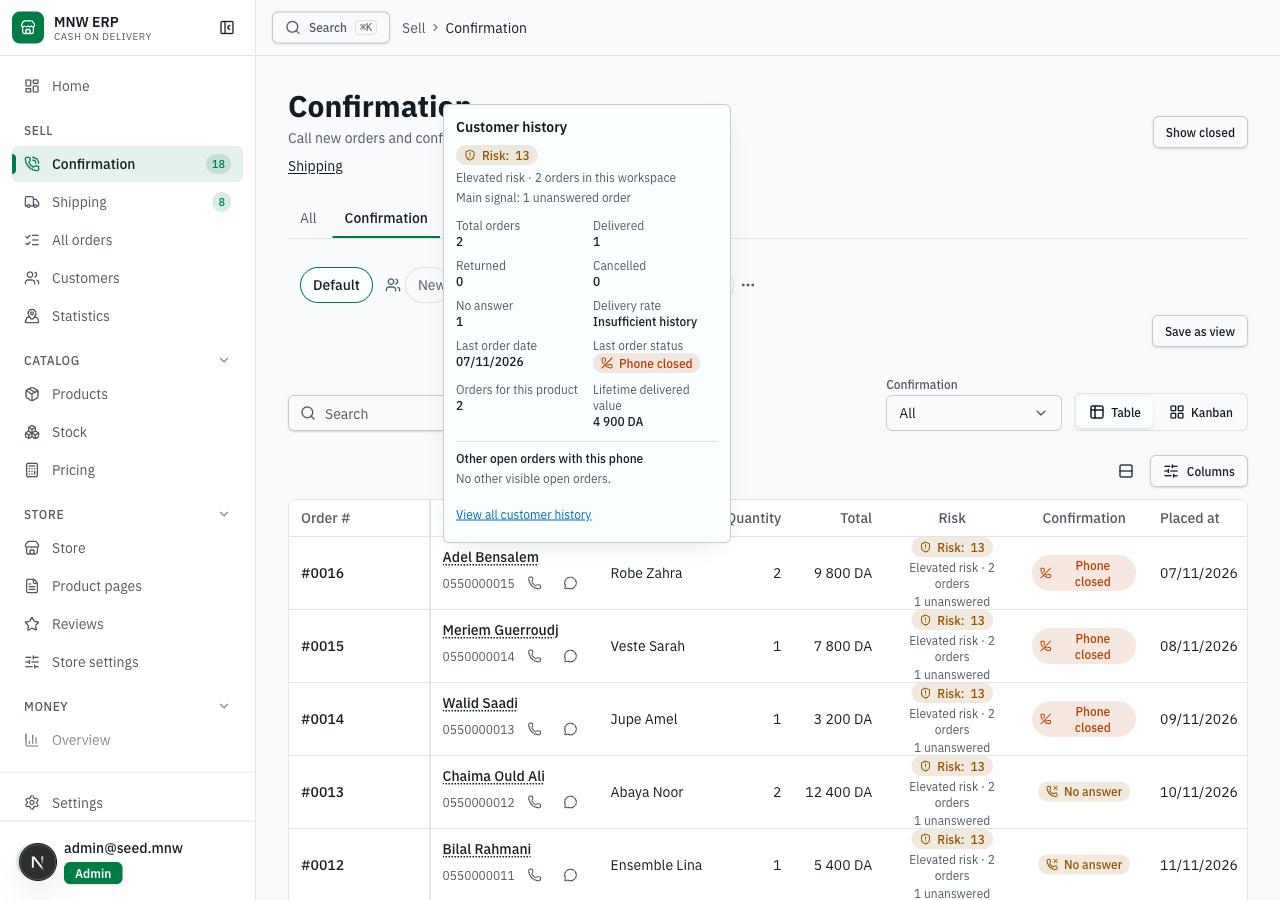 MNW ERP
CASH ON DELIVERY
Home
SELL
Confirmation 18
Shipping 8
All orders
Customers
Statistics
CATALOG
Products
Stock
Pricing
STORE
Store
Product pages
Reviews
Store settings
MONEY
Overview
Settings
N
admin@seed.mnw
Admin
Search ⌘K
Sell > Confirmation
Confirmation
Call new orders and conf
Shipping
Show closed
All
Confirmation
Default
New
...
Save as view
Search
Confirmation
All
Table
Kanban
Columns
Customer history
Risk: 13
Elevated risk · 2 orders in this workspace
Main signal: 1 unanswered order
Total orders
2
Delivered
1
Returned
0
Cancelled
0
No answer
1
Delivery rate
Insufficient history
Last order date
07/11/2026
Last order status
Phone closed
Orders for this product
2
Lifetime delivered
value
4 900 DA
Other open orders with this phone
No other visible open orders.
View all customer history
Order # Quantity Total Risk Confirmation Placed at
#0016
Adel Bensalem
0550000015
Robe Zahra
2
9 800 DA
Risk: 13
Elevated risk · 2
orders
1 unanswered
Phone
closed
07/11/2026
#0015
Meriem Guerroudj
0550000014
Veste Sarah
1
7 800 DA
Risk: 13
Elevated risk · 2
orders
1 unanswered
Phone
closed
08/11/2026
#0014
Walid Saadi
0550000013
Jupe Amel
1
3 200 DA
Risk: 13
Elevated risk · 2
orders
1 unanswered
Phone
closed
09/11/2026
#0013
Chaima Ould Ali
0550000012
Abaya Noor
2
12 400 DA
Risk: 13
Elevated risk · 2
orders
1 unanswered
No answer
10/11/2026
#0012
Bilal Rahmani
0550000011
Ensemble Lina
1
5 400 DA
Risk: 13
Elevated risk · 2
orders
1 unanswered
No answer
11/11/2026